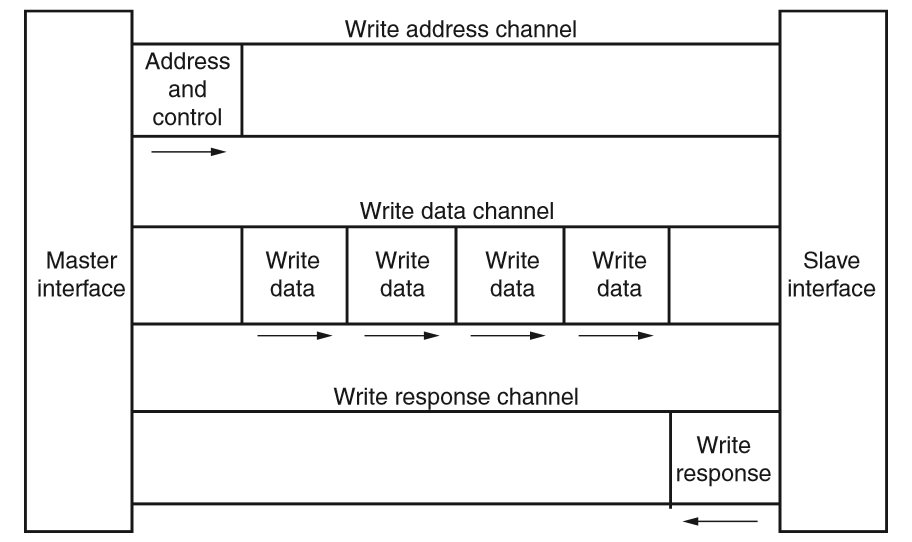 Write address channel
Address
and
control
Write data channel
Master
interface
Write
data
Write
data
Write
data
Write
data
Slave
interface
Write response channel
Write
response